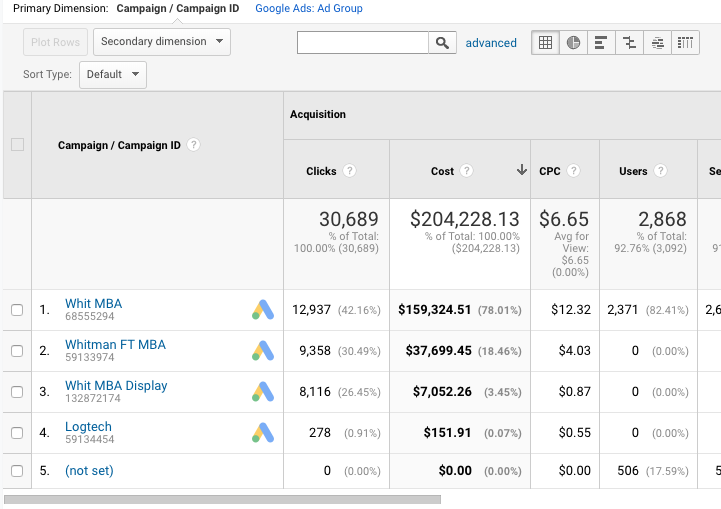 Primary Dimension: Campaign / Campaign ID Google Ads: Ad Group
Plot Rows Secondary dimension advanced
Sort Type: Default
Acquisition
Campaign / Campaign ID ?
Clicks ? Cost ? CPC ? Users ? Se
30,689 $204,228.13 $6.65 2,868
% of Total: % of Total: 100.00% Avg for % of Total:
100.00% (30,689) ($204,228.13) View: 92.76% (3,092) 91
$6.65
(0.00%)
1. Whit MBA 12,937 (42.16%) $159,324.51 (78.01%) $12.32 2,371 (82.41%) 2,6
68555294
2. Whitman FT MBA 9,358 (30.49%) $37,699.45 (18.46%) $4.03 0 (0.00%)
59133974
3. Whit MBA Display 8,116 (26.45%) $7,052.26 (3.45%) $0.87 0 (0.00%)
132872174
4. Logtech 278 (0.91%) $151.91 (0.07%) $0.55 0 (0.00%)
59134454
5. (not set) 0 (0.00%) $0.00 (0.00%) $0.00 506 (17.59%) 5